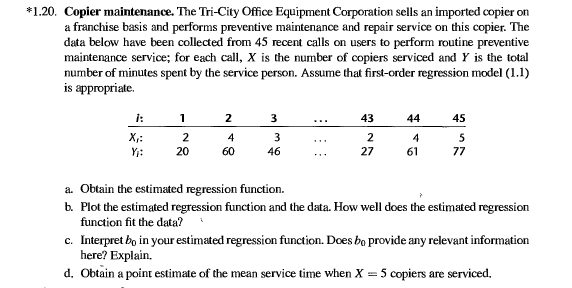 *1.20. Copier maintenance. The Tri-City Office Equipment Corporation sells an imported copier on
a franchise basis and performs preventive maintenance and repair service on this copier. The
data below have been collected from 45 recent calls on users to perform routine preventive
maintenance service; for each call, X is the number of copiers serviced and Y is the total
number of minutes spent by the service person. Assume that first-order regression model (1.1)
is appropriate.
i: 1 2 3 ... 43 44 45
Xᵢ: 2 4 3 ... 2 4 5
Yᵢ: 20 60 46 ... 27 61 77
a. Obtain the estimated regression function.
b. Plot the estimated regression function and the data. How well does the estimated regression
function fit the data?
c. Interpret b₀ in your estimated regression function. Does b₀ provide any relevant information
here? Explain.
d. Obtain a point estimate of the mean service time when X = 5 copiers are serviced.